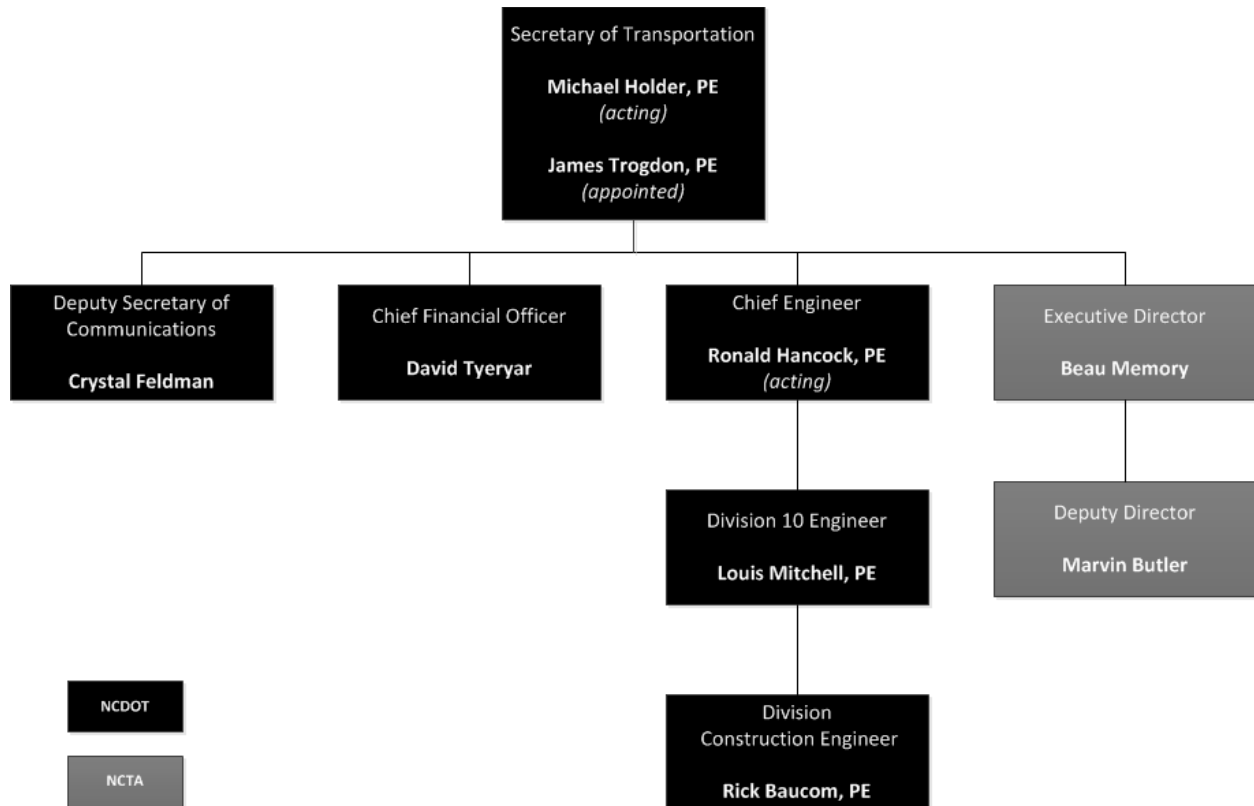 Secretary of Transportation
Michael Holder, PE
(acting)
James Trogdon, PE
(appointed)
Deputy Secretary of
Communications
Crystal Feldman
Chief Financial Officer
David Tyeryar
Chief Engineer
Ronald Hancock, PE
(acting)
Executive Director
Beau Memory
Division 10 Engineer
Louis Mitchell, PE
Deputy Director
Marvin Butler
Division
Construction Engineer
Rick Baucom, PE
NCDOT
NCTA